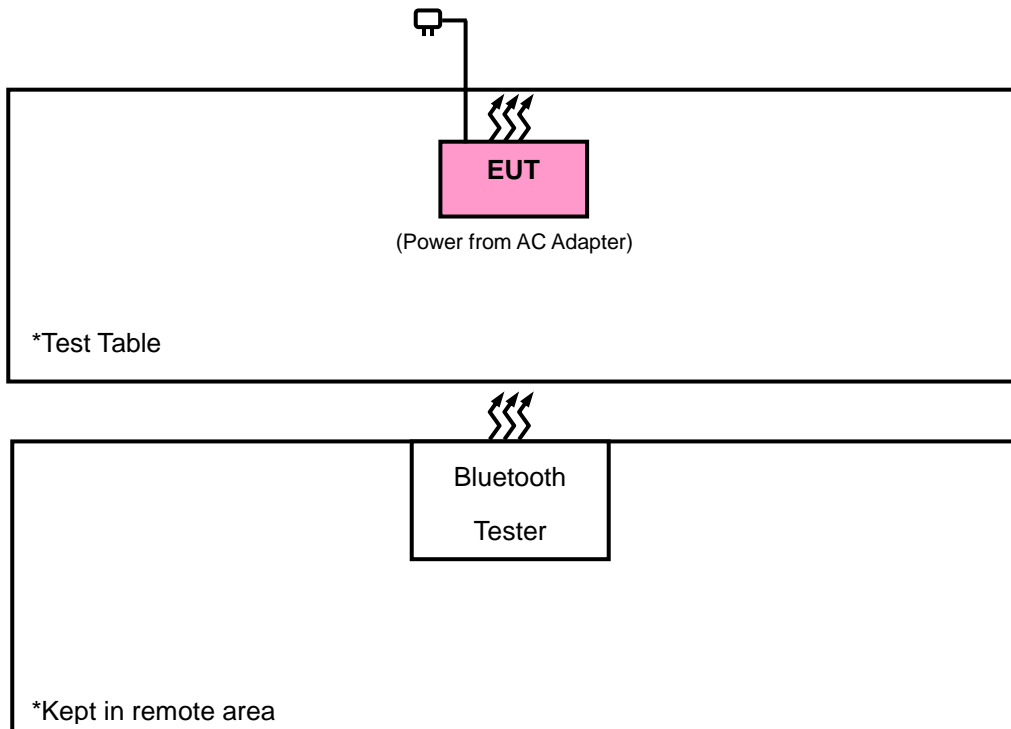 EUT
(Power from AC Adapter)
*Test Table
Bluetooth
Tester
*Kept in remote area